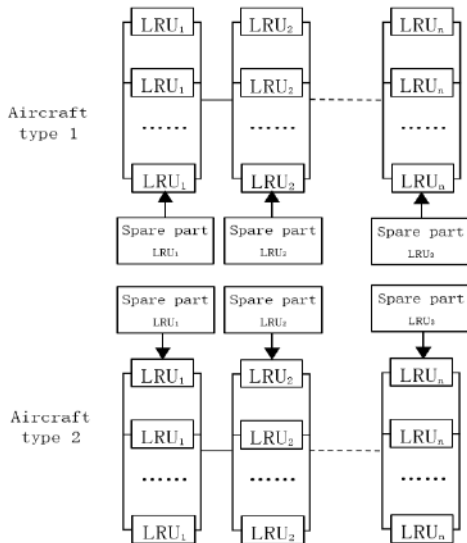 LRU₁ LRU₂ LRUₙ
LRU₁ LRU₂ LRUₙ
Aircraft
type 1
...... ...... ......
LRU₁ LRU₂ LRUₙ
Spare part Spare part Spare part
LRU₁ LRU₂ LRU₃
Spare part Spare part Spare part
LRU₁ LRU₂ LRU₃
LRU₁ LRU₂ LRUₙ
Aircraft
type 2
LRU₁ LRU₂ LRUₙ
...... ...... ......
LRU₁ LRU₂ LRUₙ